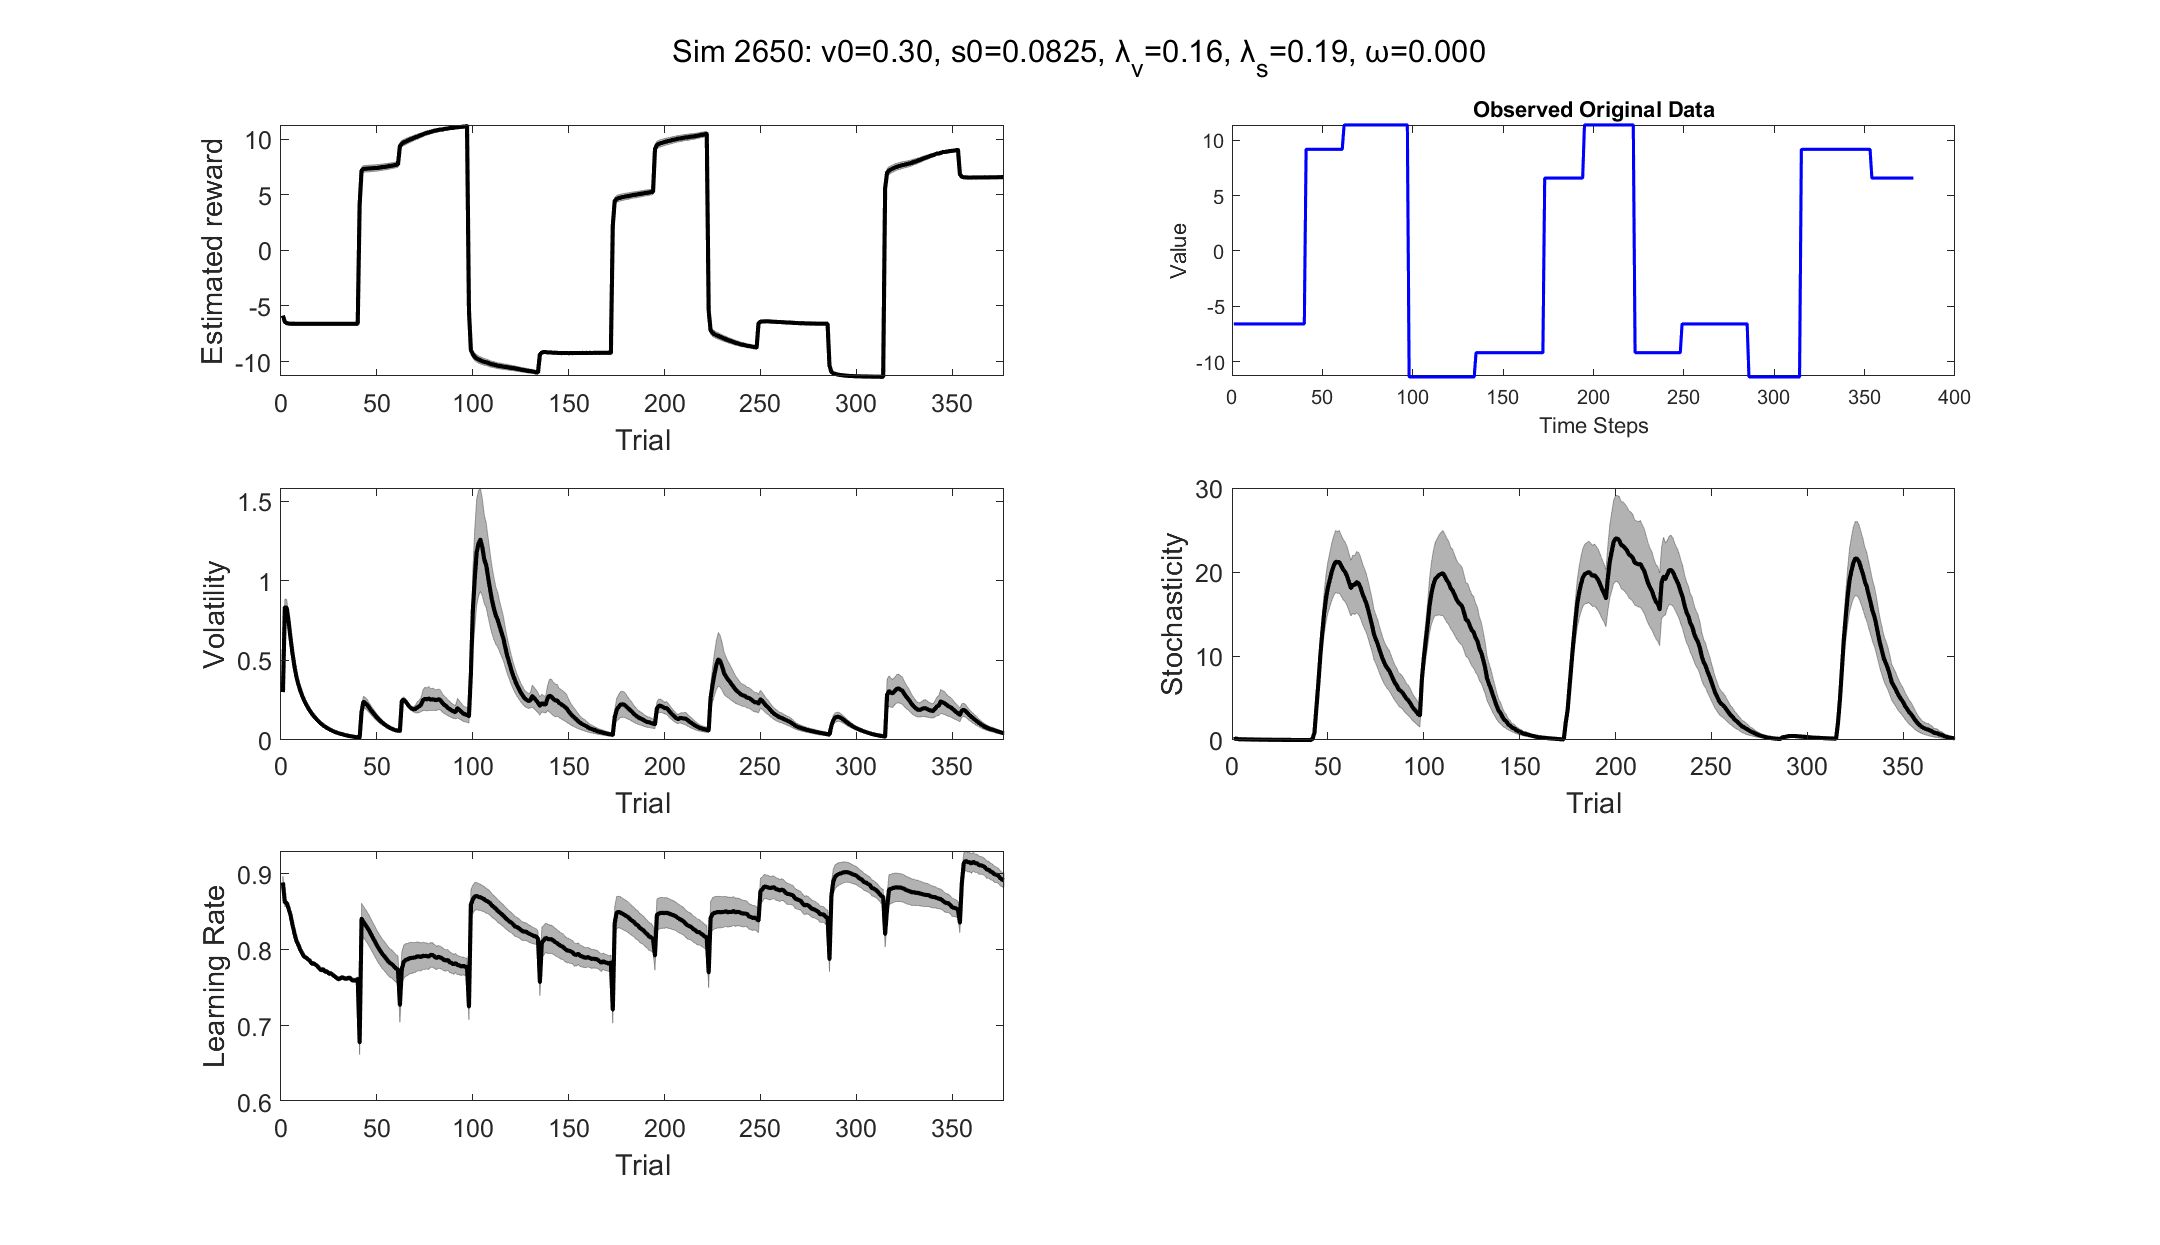 Sim 2650: v0=0.30, s0=0.0825, λv=0.16, λs=0.19, ω=0.000
Estimated reward
10
5
0
-5
-10
0 50 100 150 200 250 300 350
Trial
Observed Original Data
Value
10
5
0
-5
-10
0 50 100 150 200 250 300 350 400
Time Steps
Volatility
1.5
1
0.5
0
0 50 100 150 200 250 300 350
Trial
Stochasticity
30
20
10
0
0 50 100 150 200 250 300 350
Trial
Learning Rate
0.9
0.8
0.7
0.6
0 50 100 150 200 250 300 350
Trial